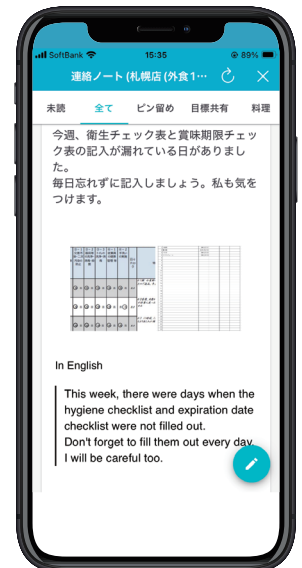 SoftBank 15:35 89%
連絡ノート (札幌店 (外食1…
未読 全て ピン留め 目標共有 料理
今週、衛生チェック表と賞味期限チェッ
ク表の記入が漏れている日がありまし
た。
毎日忘れずに記入しましょう。私も気を
つけます。
In English
This week, there were days when the
hygiene checklist and expiration date
checklist were not filled out.
Don't forget to fill them out every day.
I will be careful too.